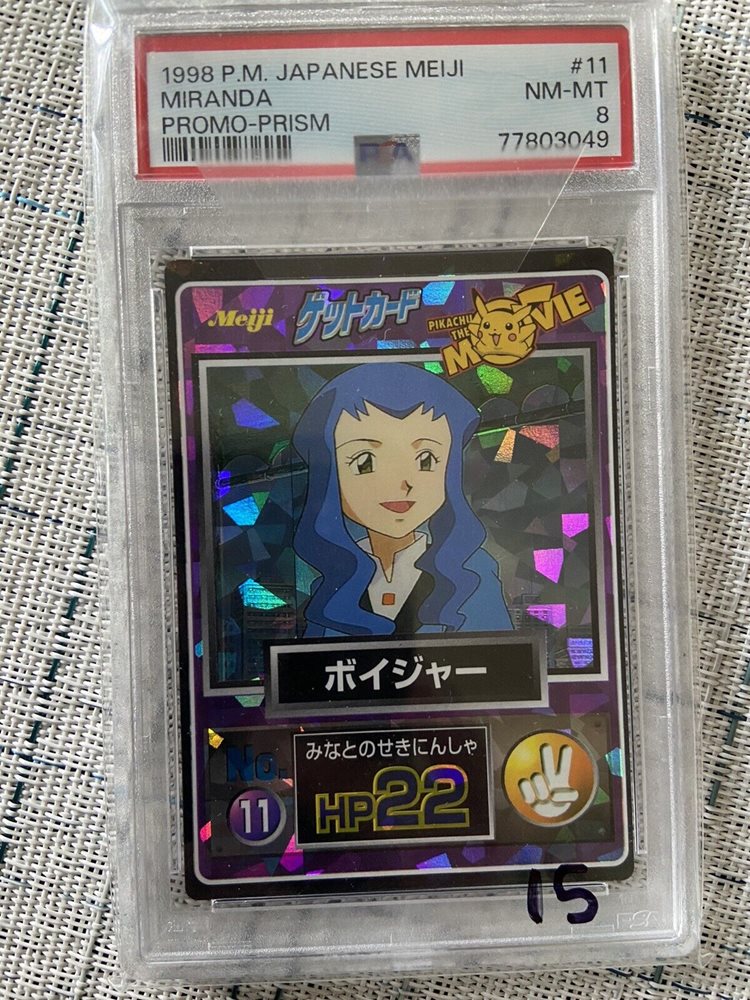 1998 P.M. JAPANESE MEIJI #11
MIRANDA NM-MT
PROMO-PRISM 8
77803049
PSA
Meiji ゲットカード PIKACHU
THE
MOVIE
ボイジャー
No. みなとのせきにんしゃ
11 HP22
15